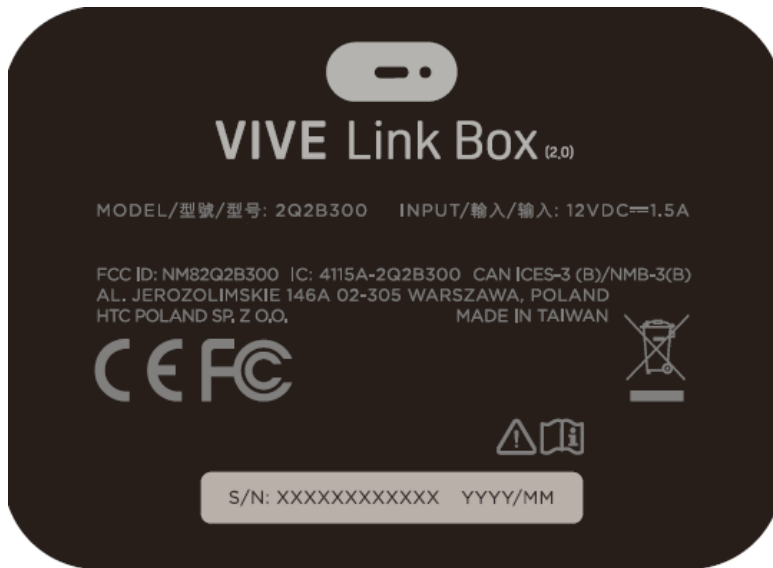 VIVE Link Box (2.0)
MODEL/型號/型号: 2Q2B300 INPUT/輸入/输入: 12VDC⎓1.5A
FCC ID: NM82Q2B300 IC: 4115A-2Q2B300 CAN ICES-3 (B)/NMB-3(B)
AL. JEROZOLIMSKIE 146A 02-305 WARSZAWA, POLAND
HTC POLAND SP. Z O.O. MADE IN TAIWAN
CE FC
S/N: XXXXXXXXXXXX YYYY/MM